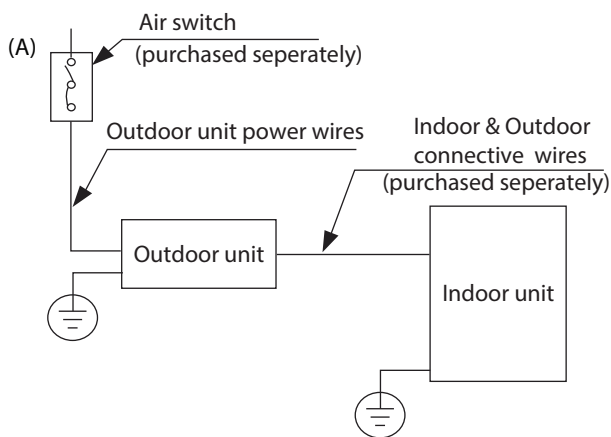 (A)
Air switch
(purchased seperately)
Outdoor unit power wires
Indoor & Outdoor
connective wires
(purchased seperately)
Outdoor unit
Indoor unit